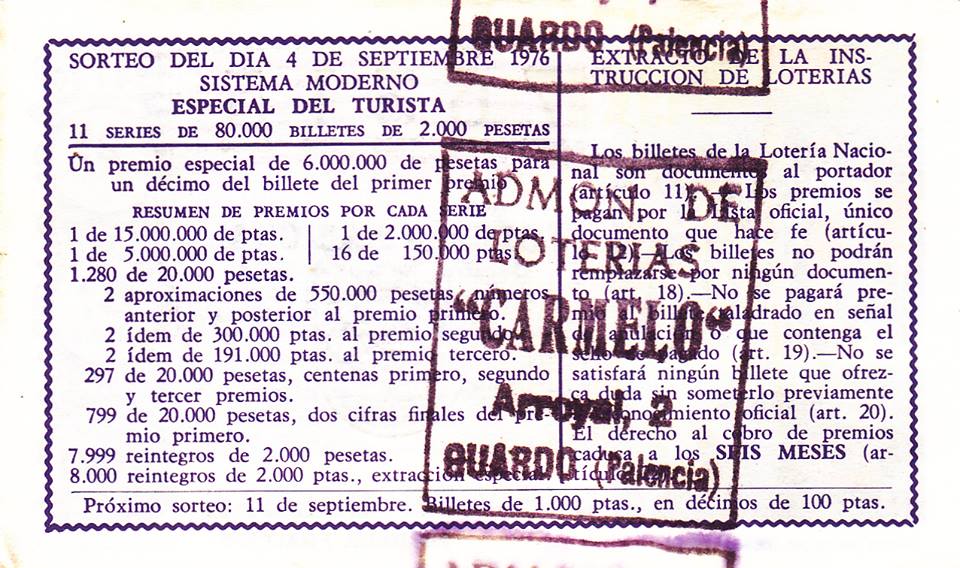 SORTEO DEL DIA 4 DE SEPTIEMBRE 1976
SISTEMA MODERNO
ESPECIAL DEL TURISTA
11 SERIES DE 80.000 BILLETES DE 2.000 PESETAS
Un premio especial de 6.000.000 de pesetas para
un décimo del billete del primer premio
RESUMEN DE PREMIOS POR CADA SERIE
1 de 15.000.000 de ptas. | 1 de 2.000.000 de ptas.
1 de 5.000.000 de ptas. | 16 de 150.000 ptas.
1.280 de 20.000 pesetas.
2 aproximaciones de 550.000 pesetas, números
anterior y posterior al premio primero.
2 ídem de 300.000 ptas. al premio segundo.
2 ídem de 191.000 ptas. al premio tercero.
297 de 20.000 pesetas, centenas primero, segundo
y tercer premios.
799 de 20.000 pesetas, dos cifras finales del pre-
mio primero.
7.999 reintegros de 2.000 pesetas.
8.000 reintegros de 2.000 ptas., extracción especial.
EXTRACTO DE LA INS-
TRUCCION DE LOTERIAS
Los billetes de la Lotería Nacio-
nal son documentos al portador
(artículo 11).—Los premios se
pagan por la lista oficial, único
documento que hace fe (artícu-
lo 2).—Los billetes no podrán
remplazarse por ningún documen-
to (art. 18).—No se pagará pre-
mio al billete taladrado en señal
de anulación o que contenga el
sello de pagado (art. 19).—No se
satisfará ningún billete que ofrez-
ca duda sin someterlo previamente
a reconocimiento oficial (art. 20).
El derecho al cobro de premios
caduca a los SEIS MESES (ar-
tículo
Próximo sorteo: 11 de septiembre. Billetes de 1.000 ptas., en décimos de 100 ptas.
GUARDO (Palencia)
ADMON. DE
LOTERIAS
"CARMELO"
Arroyal, 2
GUARDO (Palencia)